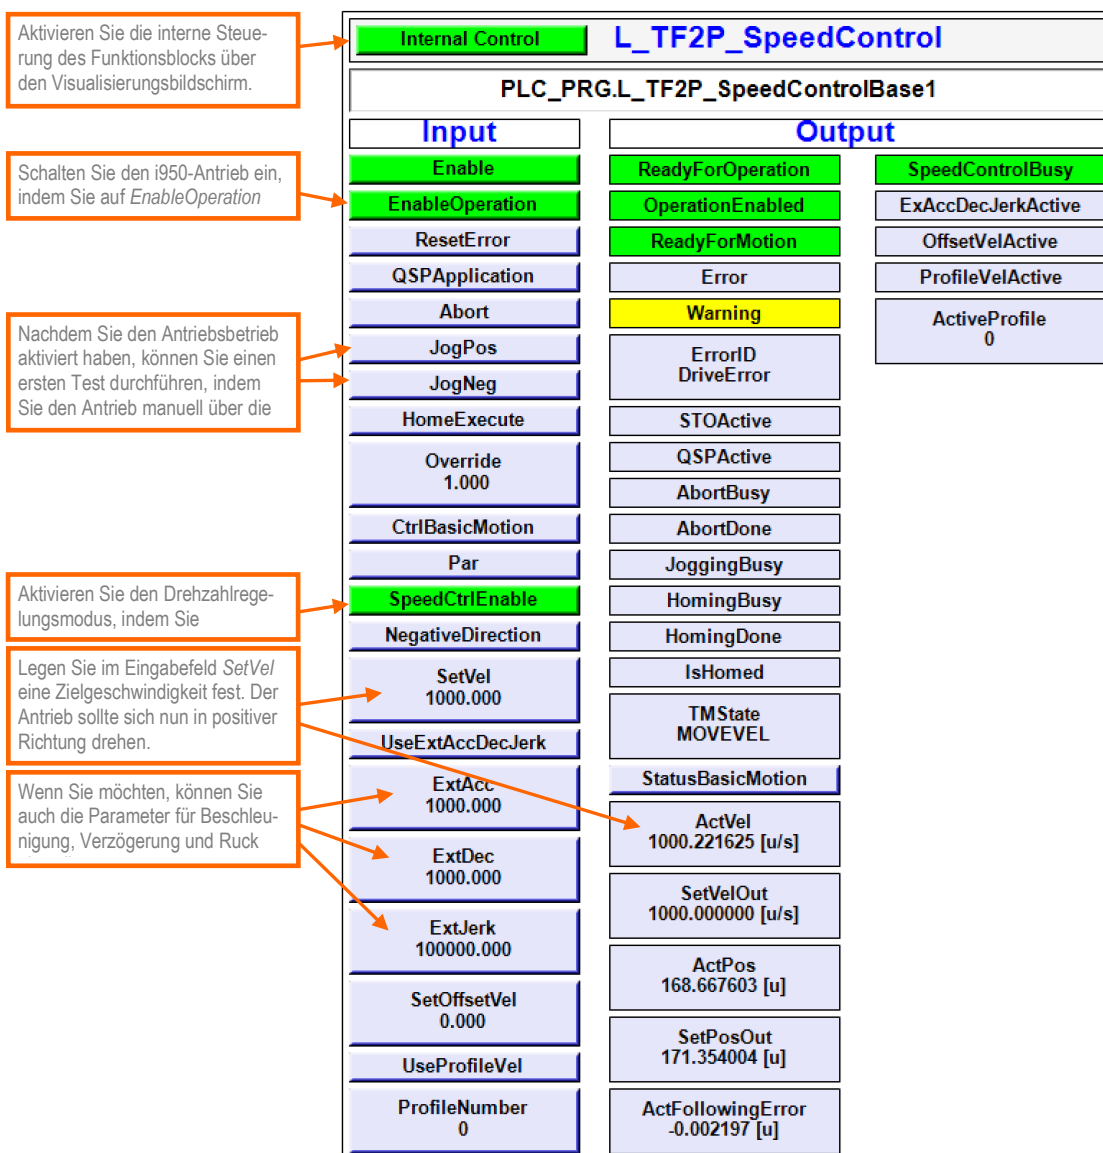 Aktivieren Sie die interne Steue-
rung des Funktionsblocks über
den Visualisierungsbildschirm.
Schalten Sie den i950-Antrieb ein,
indem Sie auf EnableOperation
Nachdem Sie den Antriebsbetrieb
aktiviert haben, können Sie einen
ersten Test durchführen, indem
Sie den Antrieb manuell über die
Aktivieren Sie den Drehzahlrege-
lungsmodus, indem Sie
Legen Sie im Eingabefeld SetVel
eine Zielgeschwindigkeit fest. Der
Antrieb sollte sich nun in positiver
Richtung drehen.
Wenn Sie möchten, können Sie
auch die Parameter für Beschleu-
nigung, Verzögerung und Ruck
Internal Control
L_TF2P_SpeedControl
PLC_PRG.L_TF2P_SpeedControlBase1
Input
Enable
EnableOperation
ResetError
QSPApplication
Abort
JogPos
JogNeg
HomeExecute
Override
1.000
CtrlBasicMotion
Par
SpeedCtrlEnable
NegativeDirection
SetVel
1000.000
UseExtAccDecJerk
ExtAcc
1000.000
ExtDec
1000.000
ExtJerk
100000.000
SetOffsetVel
0.000
UseProfileVel
ProfileNumber
0
Output
ReadyForOperation
OperationEnabled
ReadyForMotion
Error
Warning
ErrorID
DriveError
STOActive
QSPActive
AbortBusy
AbortDone
JoggingBusy
HomingBusy
HomingDone
IsHomed
TMState
MOVEVEL
StatusBasicMotion
ActVel
1000.221625 [u/s]
SetVelOut
1000.000000 [u/s]
ActPos
168.667603 [u]
SetPosOut
171.354004 [u]
ActFollowingError
-0.002197 [u]
SpeedControlBusy
ExAccDecJerkActive
OffsetVelActive
ProfileVelActive
ActiveProfile
0